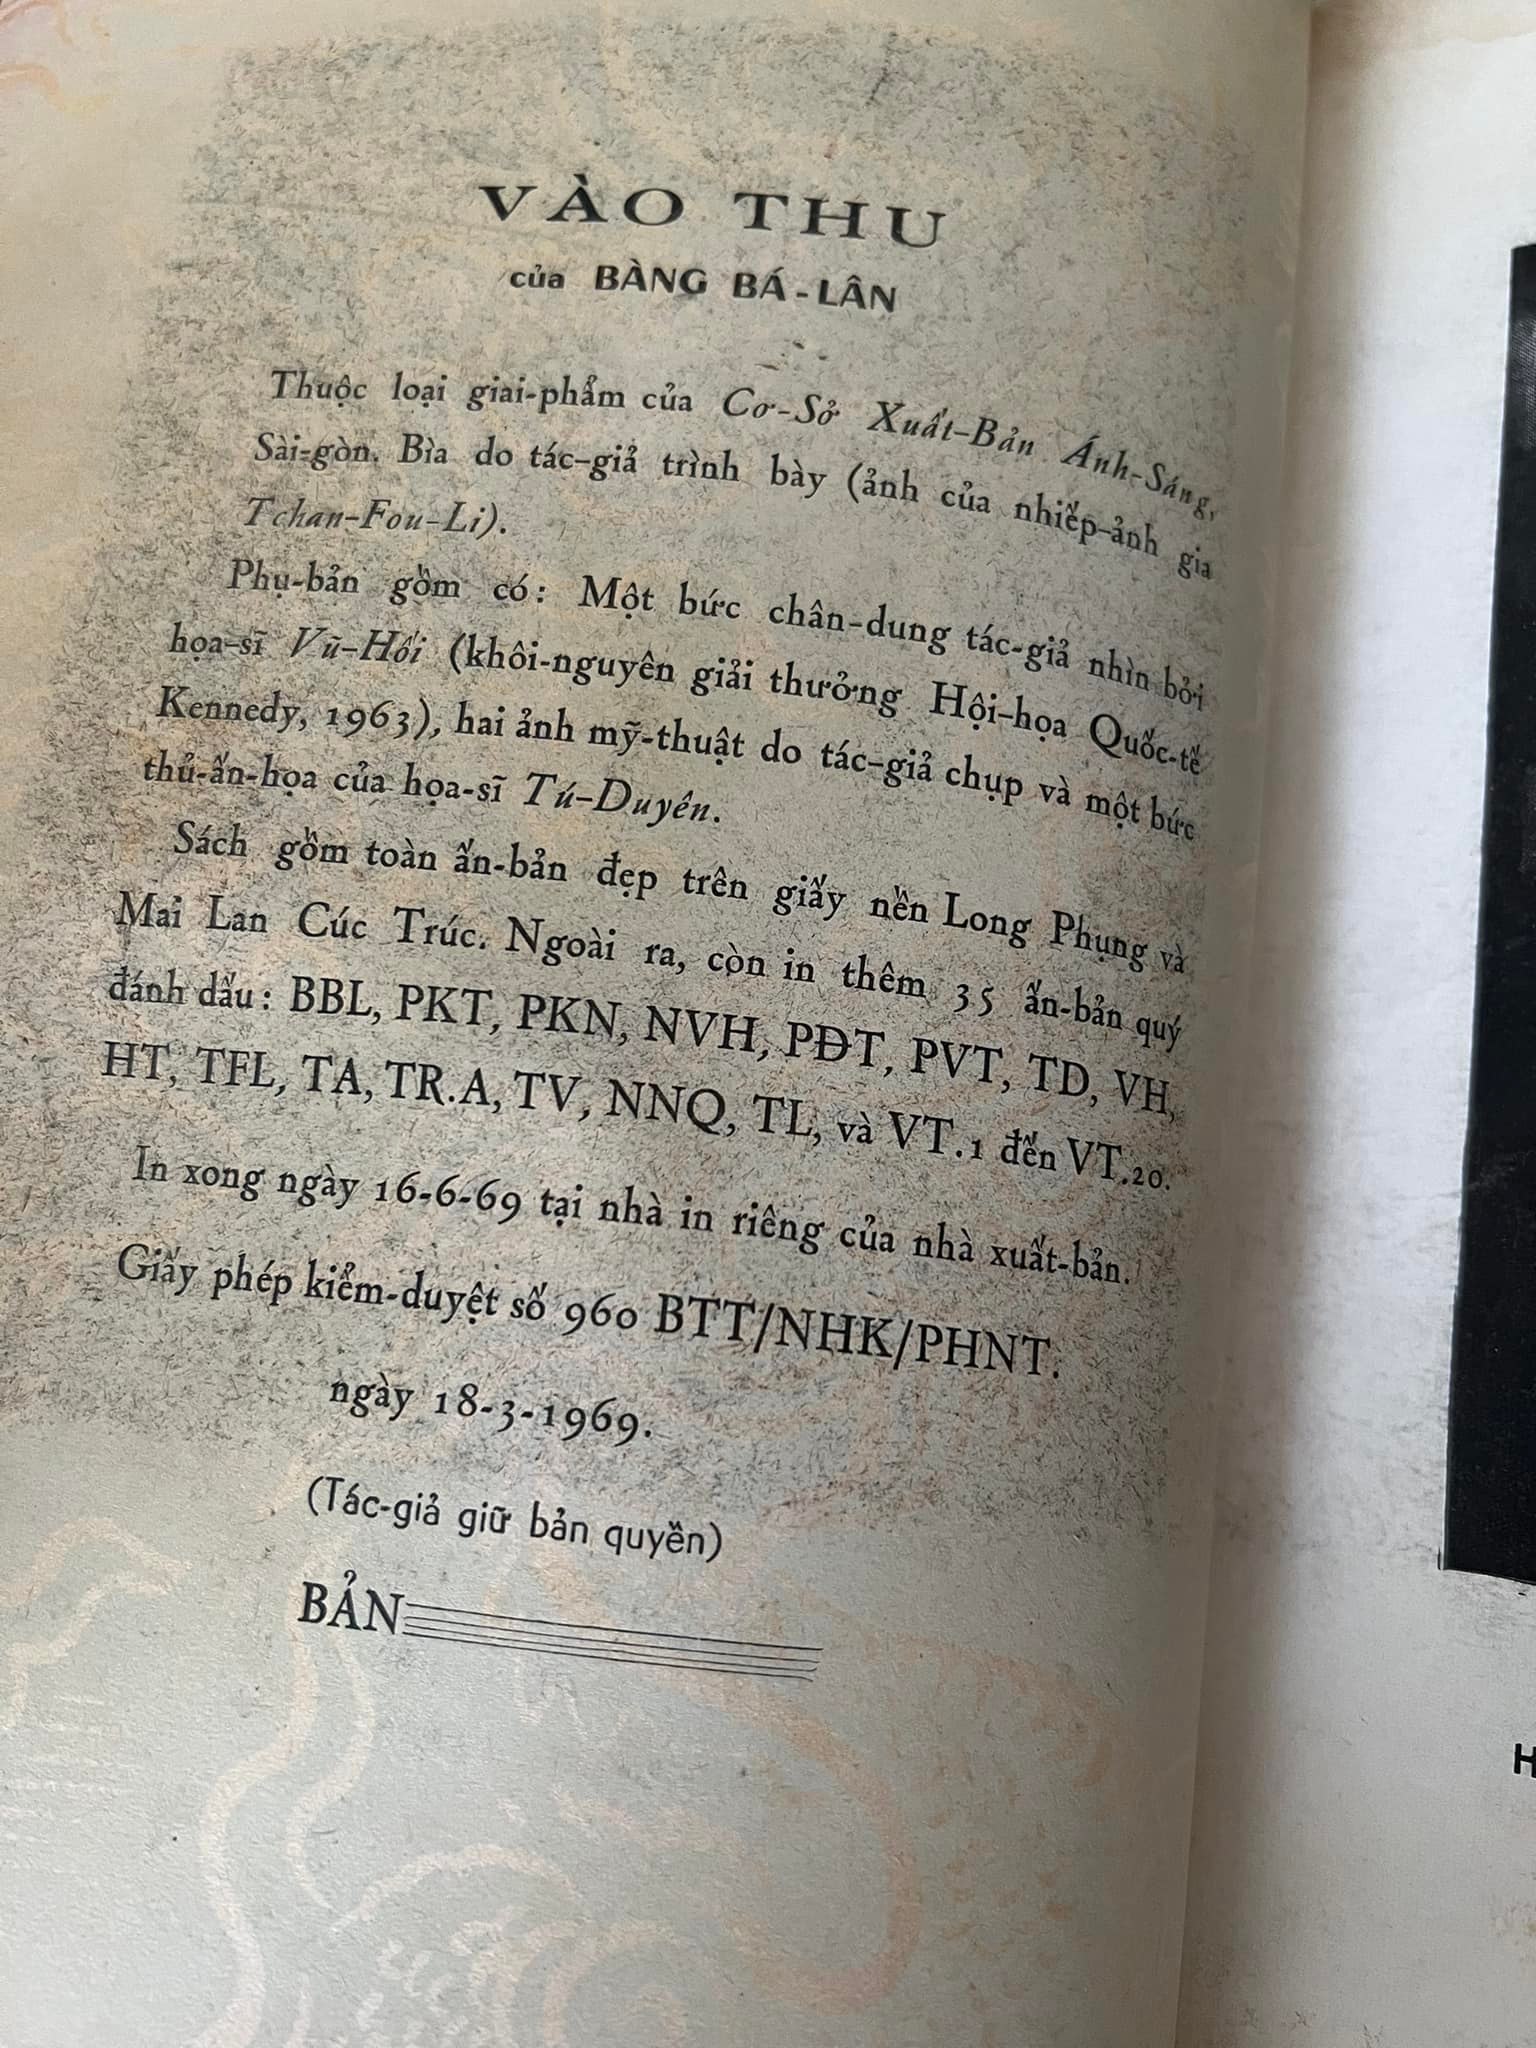 VÀO THU
của BÀNG BÁ-LÂN
Thuộc loại giai-phẩm của Cơ-Sở Xuất-Bản Ánh-Sáng,
Sài-gòn. Bìa do tác-giả trình bày (ảnh của nhiếp-ảnh gia
Tchan-Fou-Li).
Phụ-bản gồm có: Một bức chân-dung tác-giả nhìn bởi
họa-sĩ Vũ-Hối (khôi-nguyên giải thưởng Hội-họa Quốc-tế
Kennedy, 1963), hai ảnh mỹ-thuật do tác-giả chụp và một bức
thủ-ấn-họa của họa-sĩ Tú-Duyên.
Sách gồm toàn ấn-bản đẹp trên giấy nền Long Phụng và
Mai Lan Cúc Trúc. Ngoài ra, còn in thêm 35 ấn-bản quý
đánh dấu: BBL, PKT, PKN, NVH, PĐT, PVT, TD, VH,
HT, TFL, TA, TR.A, TV, NNQ, TL, và VT.1 đến VT.20.
In xong ngày 16-6-69 tại nhà in riêng của nhà xuất-bản.
Giấy phép kiểm-duyệt số 960 BTT/NHK/PHNT.
ngày 18-3-1969.
(Tác-giả giữ bản quyền)
BẢN
H